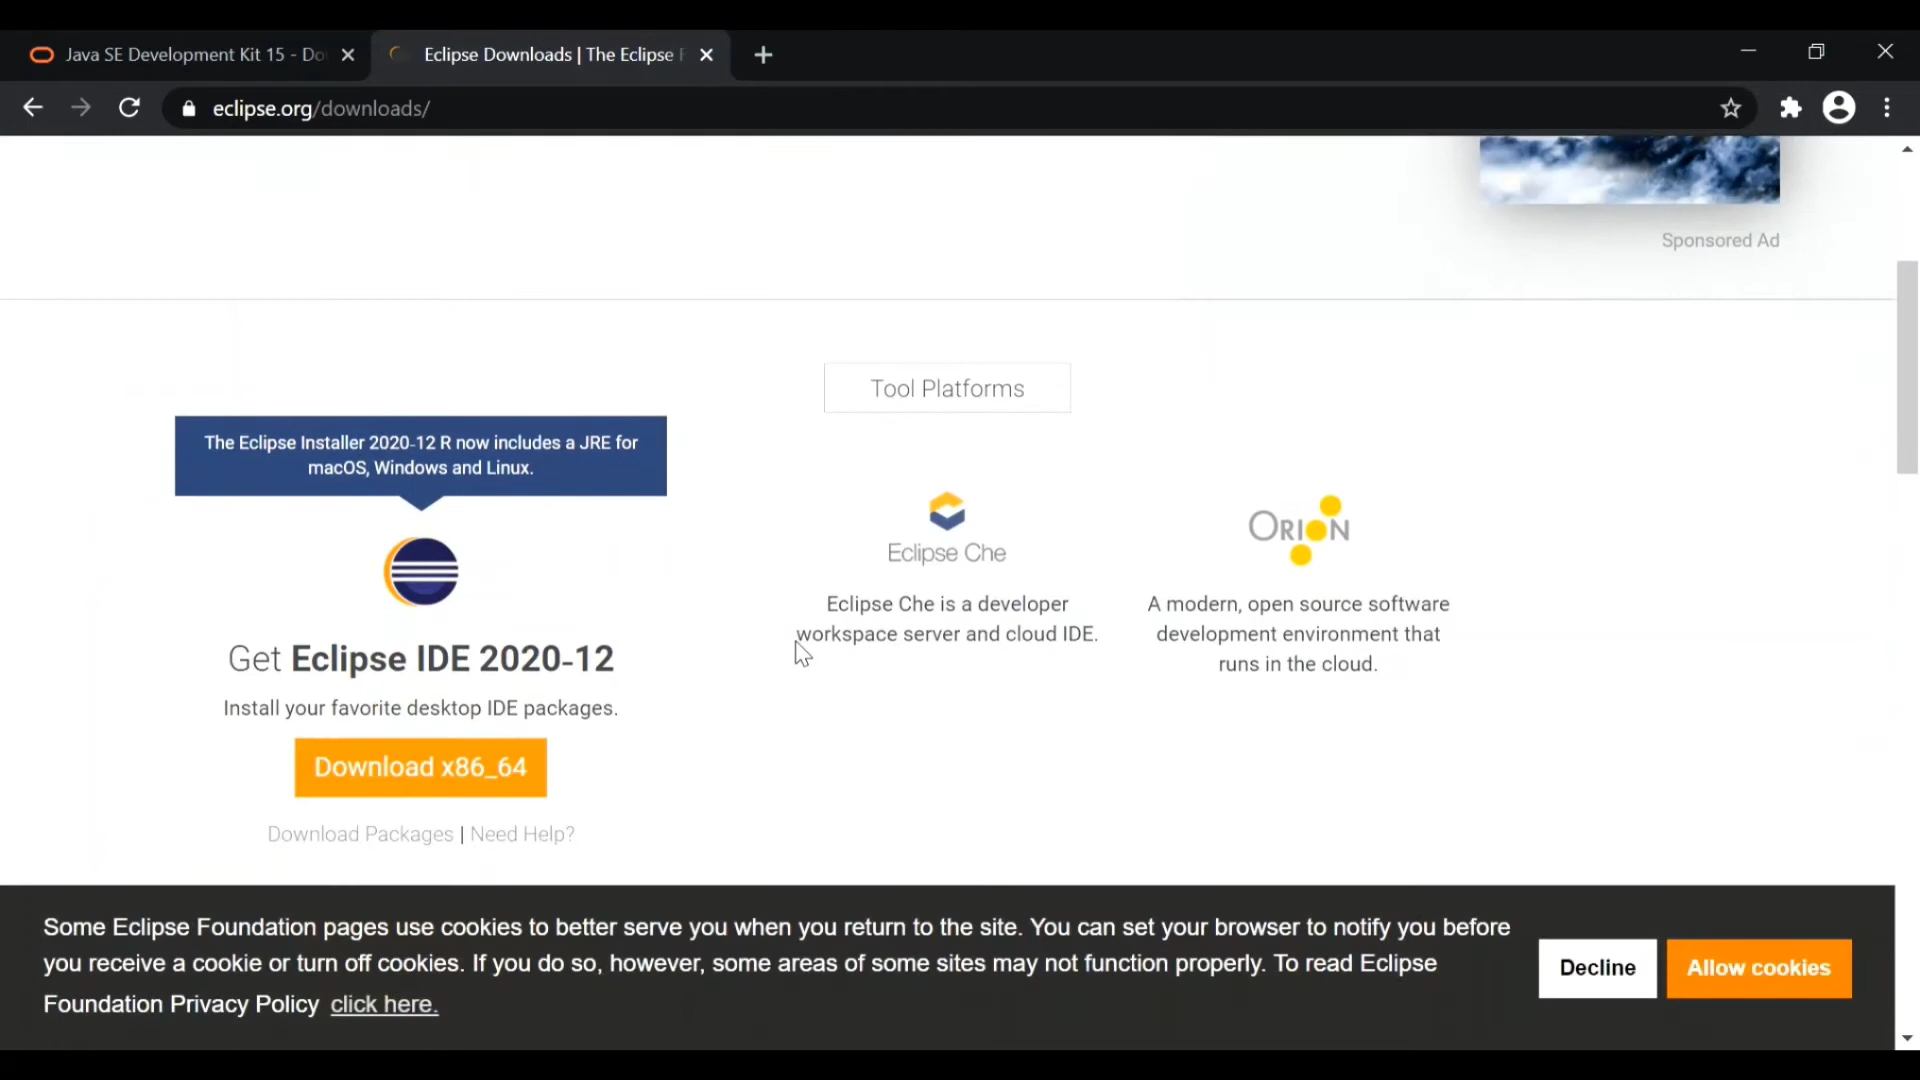 Java SE Development Kit 15 - Do
Eclipse Downloads | The Eclipse F
eclipse.org/downloads/
Sponsored Ad
Tool Platforms
The Eclipse Installer 2020-12 R now includes a JRE for
macOS, Windows and Linux.
Get Eclipse IDE 2020-12
Install your favorite desktop IDE packages.
Download x86_64
Download Packages | Need Help?
Eclipse Che
Eclipse Che is a developer
workspace server and cloud IDE.
ORION
A modern, open source software
development environment that
runs in the cloud.
Some Eclipse Foundation pages use cookies to better serve you when you return to the site. You can set your browser to notify you before
you receive a cookie or turn off cookies. If you do so, however, some areas of some sites may not function properly. To read Eclipse
Foundation Privacy Policy click here.
Decline
Allow cookies